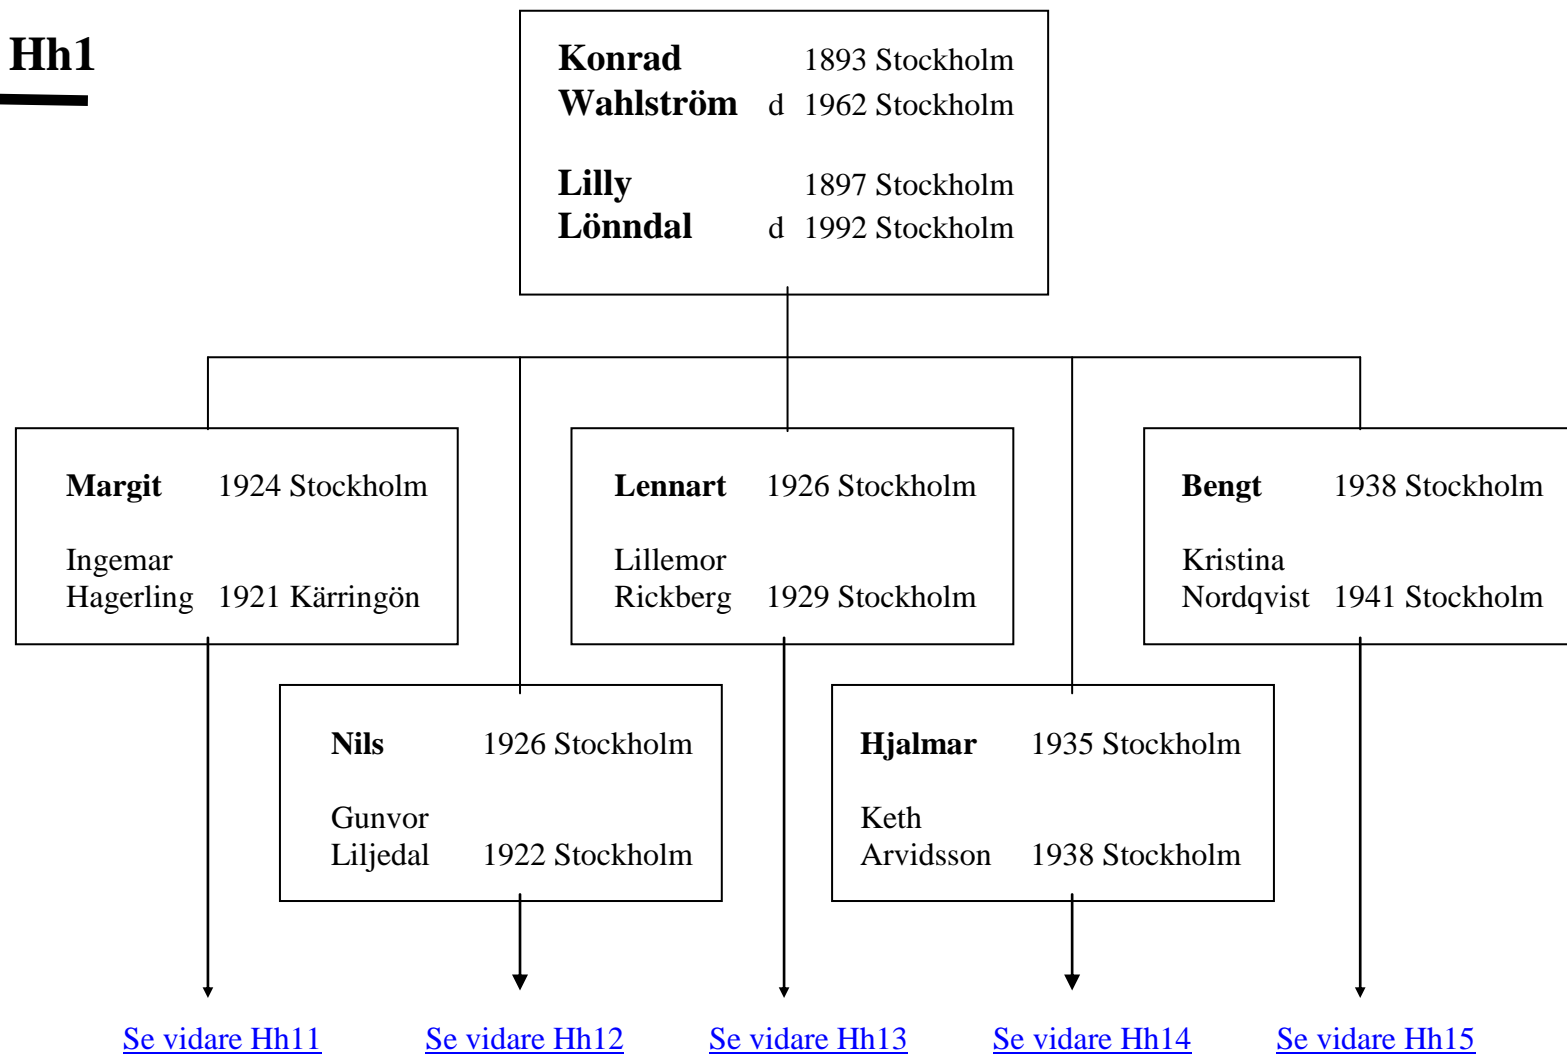 Hh1
Konrad 1893 Stockholm
Wahlström d 1962 Stockholm
Lilly 1897 Stockholm
Lönndal d 1992 Stockholm
Margit 1924 Stockholm
Ingemar
Hagerling 1921 Kärringön
Lennart 1926 Stockholm
Lillemor
Rickberg 1929 Stockholm
Bengt 1938 Stockholm
Kristina
Nordqvist 1941 Stockholm
Nils 1926 Stockholm
Gunvor
Liljedal 1922 Stockholm
Hjalmar 1935 Stockholm
Keth
Arvidsson 1938 Stockholm
Se vidare Hh11 Se vidare Hh12 Se vidare Hh13 Se vidare Hh14 Se vidare Hh15